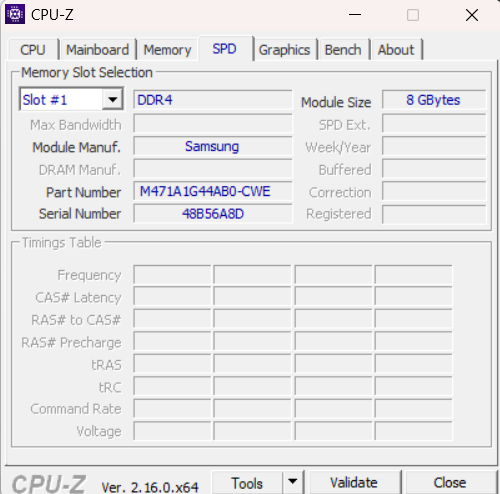 CPU-Z
CPU Mainboard Memory SPD Graphics Bench About
Memory Slot Selection
Slot #1 DDR4 Module Size 8 GBytes
Max Bandwidth SPD Ext.
Module Manuf. Samsung Week/Year
DRAM Manuf. Buffered
Part Number M471A1G44AB0-CWE Correction
Serial Number 48B56A8D Registered
Timings Table
Frequency
CAS# Latency
RAS# to CAS#
RAS# Precharge
tRAS
tRC
Command Rate
Voltage
CPU-Z Ver. 2.16.0.x64 Tools Validate Close